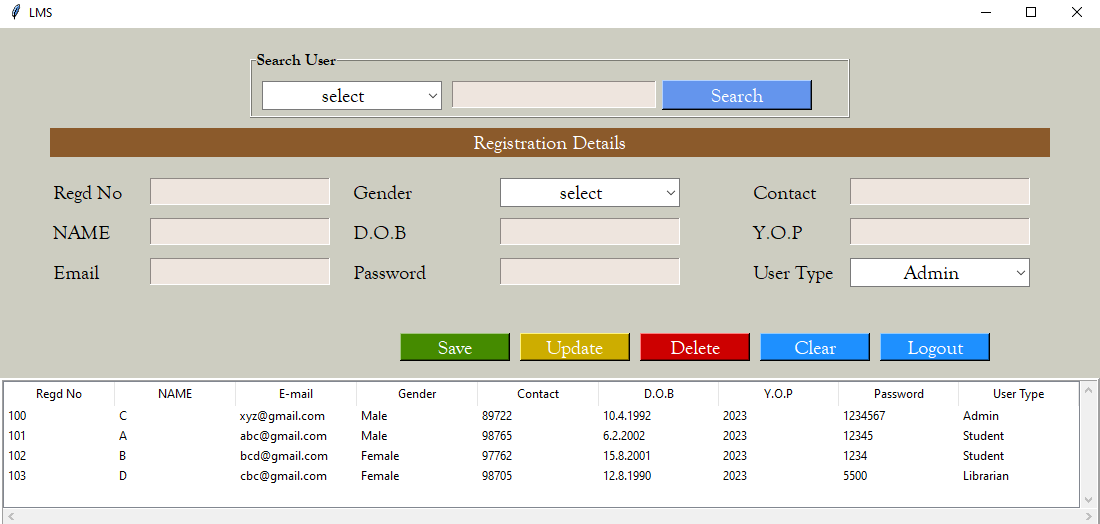 LMS
Search User
select Search
Registration Details
Regd No Gender select Contact
NAME D.O.B Y.O.P
Email Password User Type Admin
Save Update Delete Clear Logout
Regd No NAME E-mail Gender Contact D.O.B Y.O.P Password User Type
100 C xyz@gmail.com Male 89722 10.4.1992 2023 1234567 Admin
101 A abc@gmail.com Male 98765 6.2.2002 2023 12345 Student
102 B bcd@gmail.com Female 97762 15.8.2001 2023 1234 Student
103 D cbc@gmail.com Female 98705 12.8.1990 2023 5500 Librarian